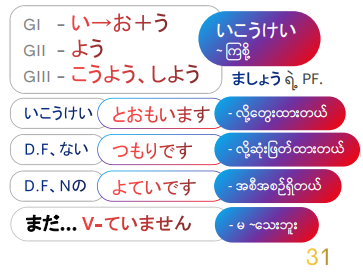 GI - い→お＋う
GII - よう
GIII - こうよう、しよう
いこうけい
~ ကြစို့
ましょう ရဲ့ PF.
いこうけい とおもいます - လို့တွေးထားတယ်
D.F、ない つもりです - လို့ဆုံးဖြတ်ထားတယ်
D.F、Nの よていです - အစီအစဉ်ရှိတယ်
まだ... V-ていません - မ ~သေးဘူး
31